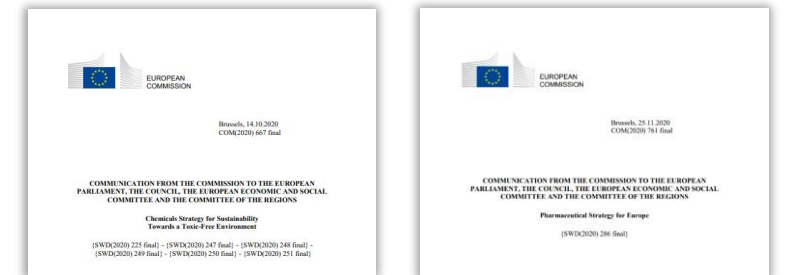 EUROPEAN
COMMISSION
Brussels, 14.10.2020
COM(2020) 667 final
COMMUNICATION FROM THE COMMISSION TO THE EUROPEAN
PARLIAMENT, THE COUNCIL, THE EUROPEAN ECONOMIC AND SOCIAL
COMMITTEE AND THE COMMITTEE OF THE REGIONS
Chemicals Strategy for Sustainability
Towards a Toxic-Free Environment
{SWD(2020) 225 final} - {SWD(2020) 247 final} - {SWD(2020) 248 final} -
{SWD(2020) 249 final} - {SWD(2020) 250 final} - {SWD(2020) 251 final}
EUROPEAN
COMMISSION
Brussels, 25.11.2020
COM(2020) 761 final
COMMUNICATION FROM THE COMMISSION TO THE EUROPEAN
PARLIAMENT, THE COUNCIL, THE EUROPEAN ECONOMIC AND SOCIAL
COMMITTEE AND THE COMMITTEE OF THE REGIONS
Pharmaceutical Strategy for Europe
{SWD(2020) 286 final}